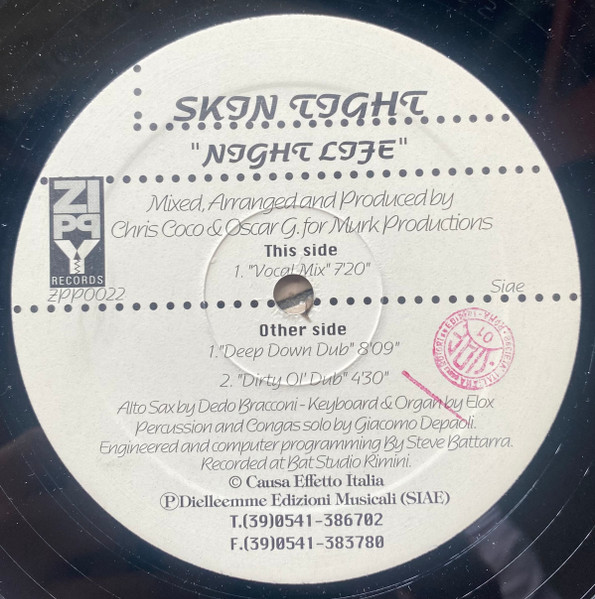 SKIN TIGHT
"NIGHT LIFE"
Mixed, Arranged and Produced by
Chris Coco & Oscar G. for Murk Productions
ZIPPY
RECORDS
ZPP0022
This side
1. "Vocal Mix" 7'20"
Siae
Other side
1."Deep Down Dub" 8'09"
2. "Dirty Ol' Dub" 4'30"
Alto Sax by Dedo Bracconi - Keyboard & Organ by Elox
Percussion and Congas solo by Giacomo Depaoli.
Engineered and computer programming By Steve Battarra.
Recorded at Bat Studio Rimini.
© Causa Effetto Italia
Ⓟ Dielleemme Edizioni Musicali (SIAE)
T.(39)0541-386702
F.(39)0541-383780